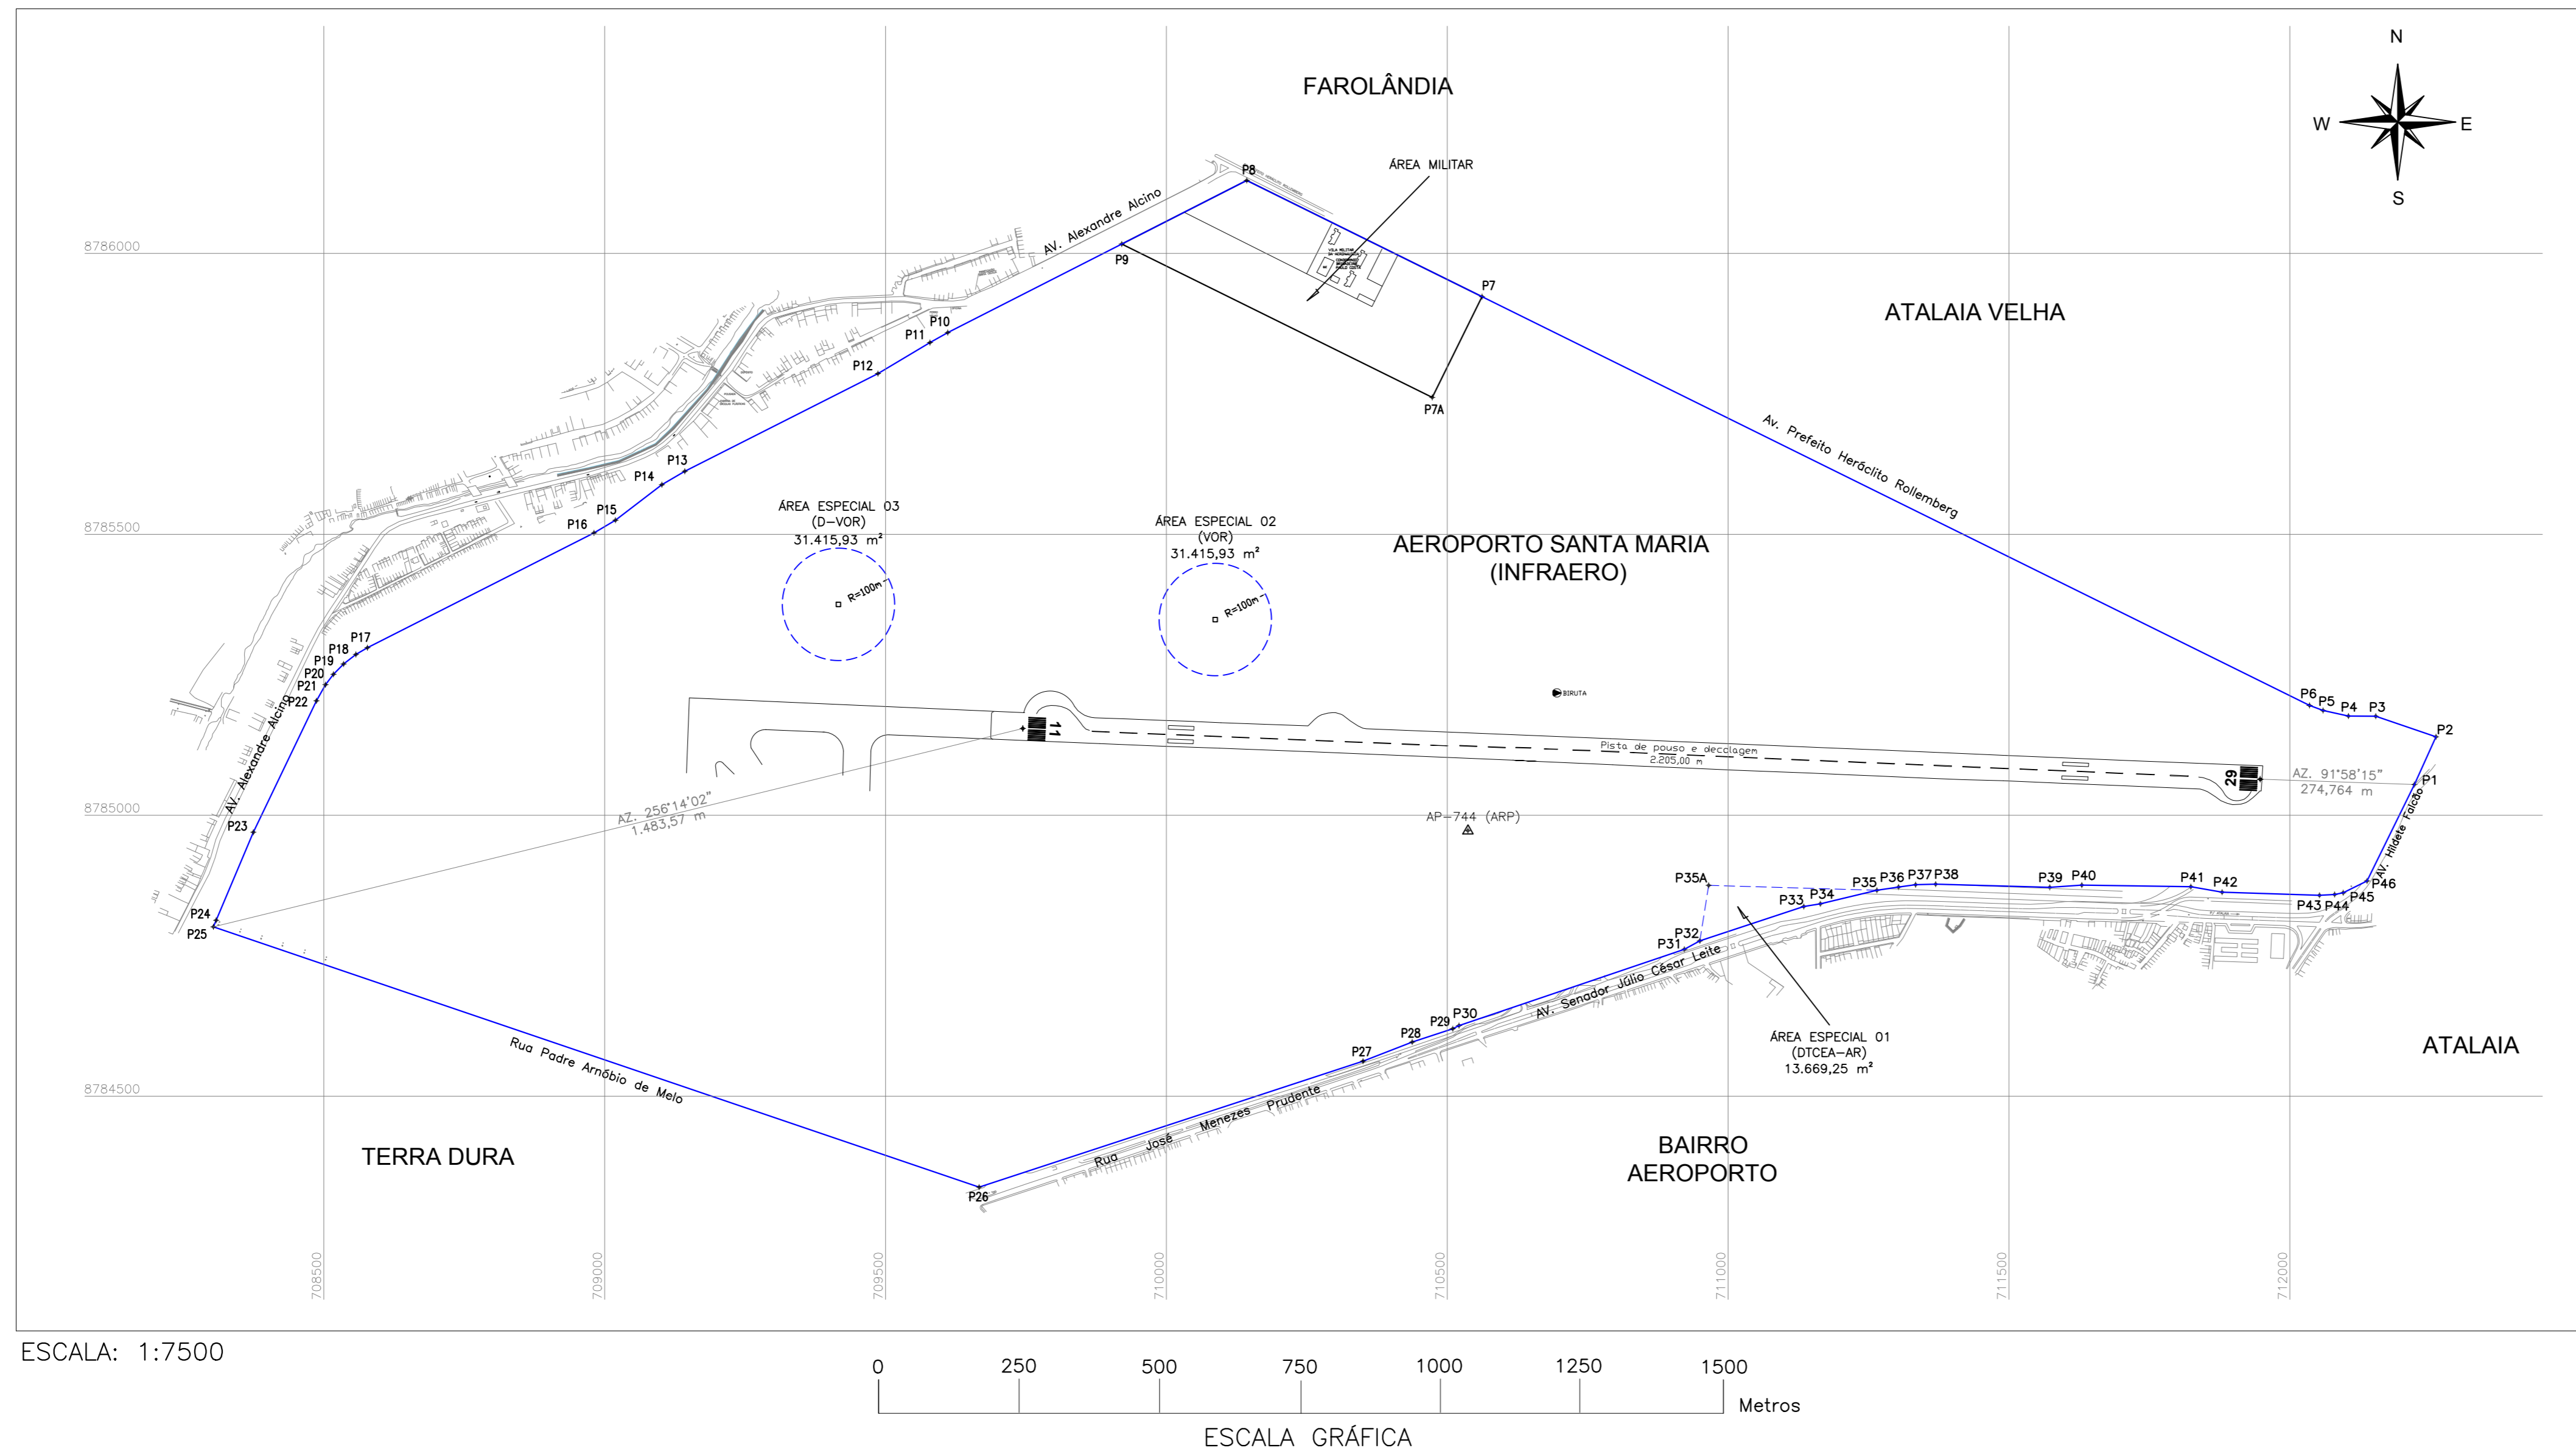 N
W
E
S
FAROLÂNDIA
ÁREA MILITAR
P8
AV. Alexandre Alcino
8786000
P9
P7
ATALAIA VELHA
P10
P11
P12
P7A
Av. Prefeito Heráclito Rollemberg
P13
P14
ÁREA ESPECIAL 03
(D-VOR)
31.415,93 m²
R=100m
ÁREA ESPECIAL 02
(VOR)
31.415,93 m²
R=100m
AEROPORTO SANTA MARIA
(INFRAERO)
8785500
P15
P16
P17
P18
P19
P20
P21
P22
BIRUTA
P6
P5
P4
P3
P2
11
Pista de pouso e decolagem
2.205,00 m
29
AZ. 91°58'15"
274,764 m
P1
AV. Alexandre Alcino
AZ. 256°14'02"
1.483,57 m
8785000
AP-744 (ARP)
AV. Hildete Falcão
P23
P24
P25
P35A
P35
P36
P37
P38
P39
P40
P41
P42
P43
P44
P45
P46
P33
P34
P32
P31
AV. Senador Júlio César Leite
P30
P29
P28
P27
ÁREA ESPECIAL 01
(DTCEA-AR)
13.669,25 m²
ATALAIA
Rua Padre Arnóbio de Melo
8784500
Rua José Menezes Prudente
TERRA DURA
BAIRRO
AEROPORTO
P26
708500
709000
709500
710000
710500
711000
711500
712000
ESCALA: 1:7500
0 250 500 750 1000 1250 1500
Metros
ESCALA GRÁFICA